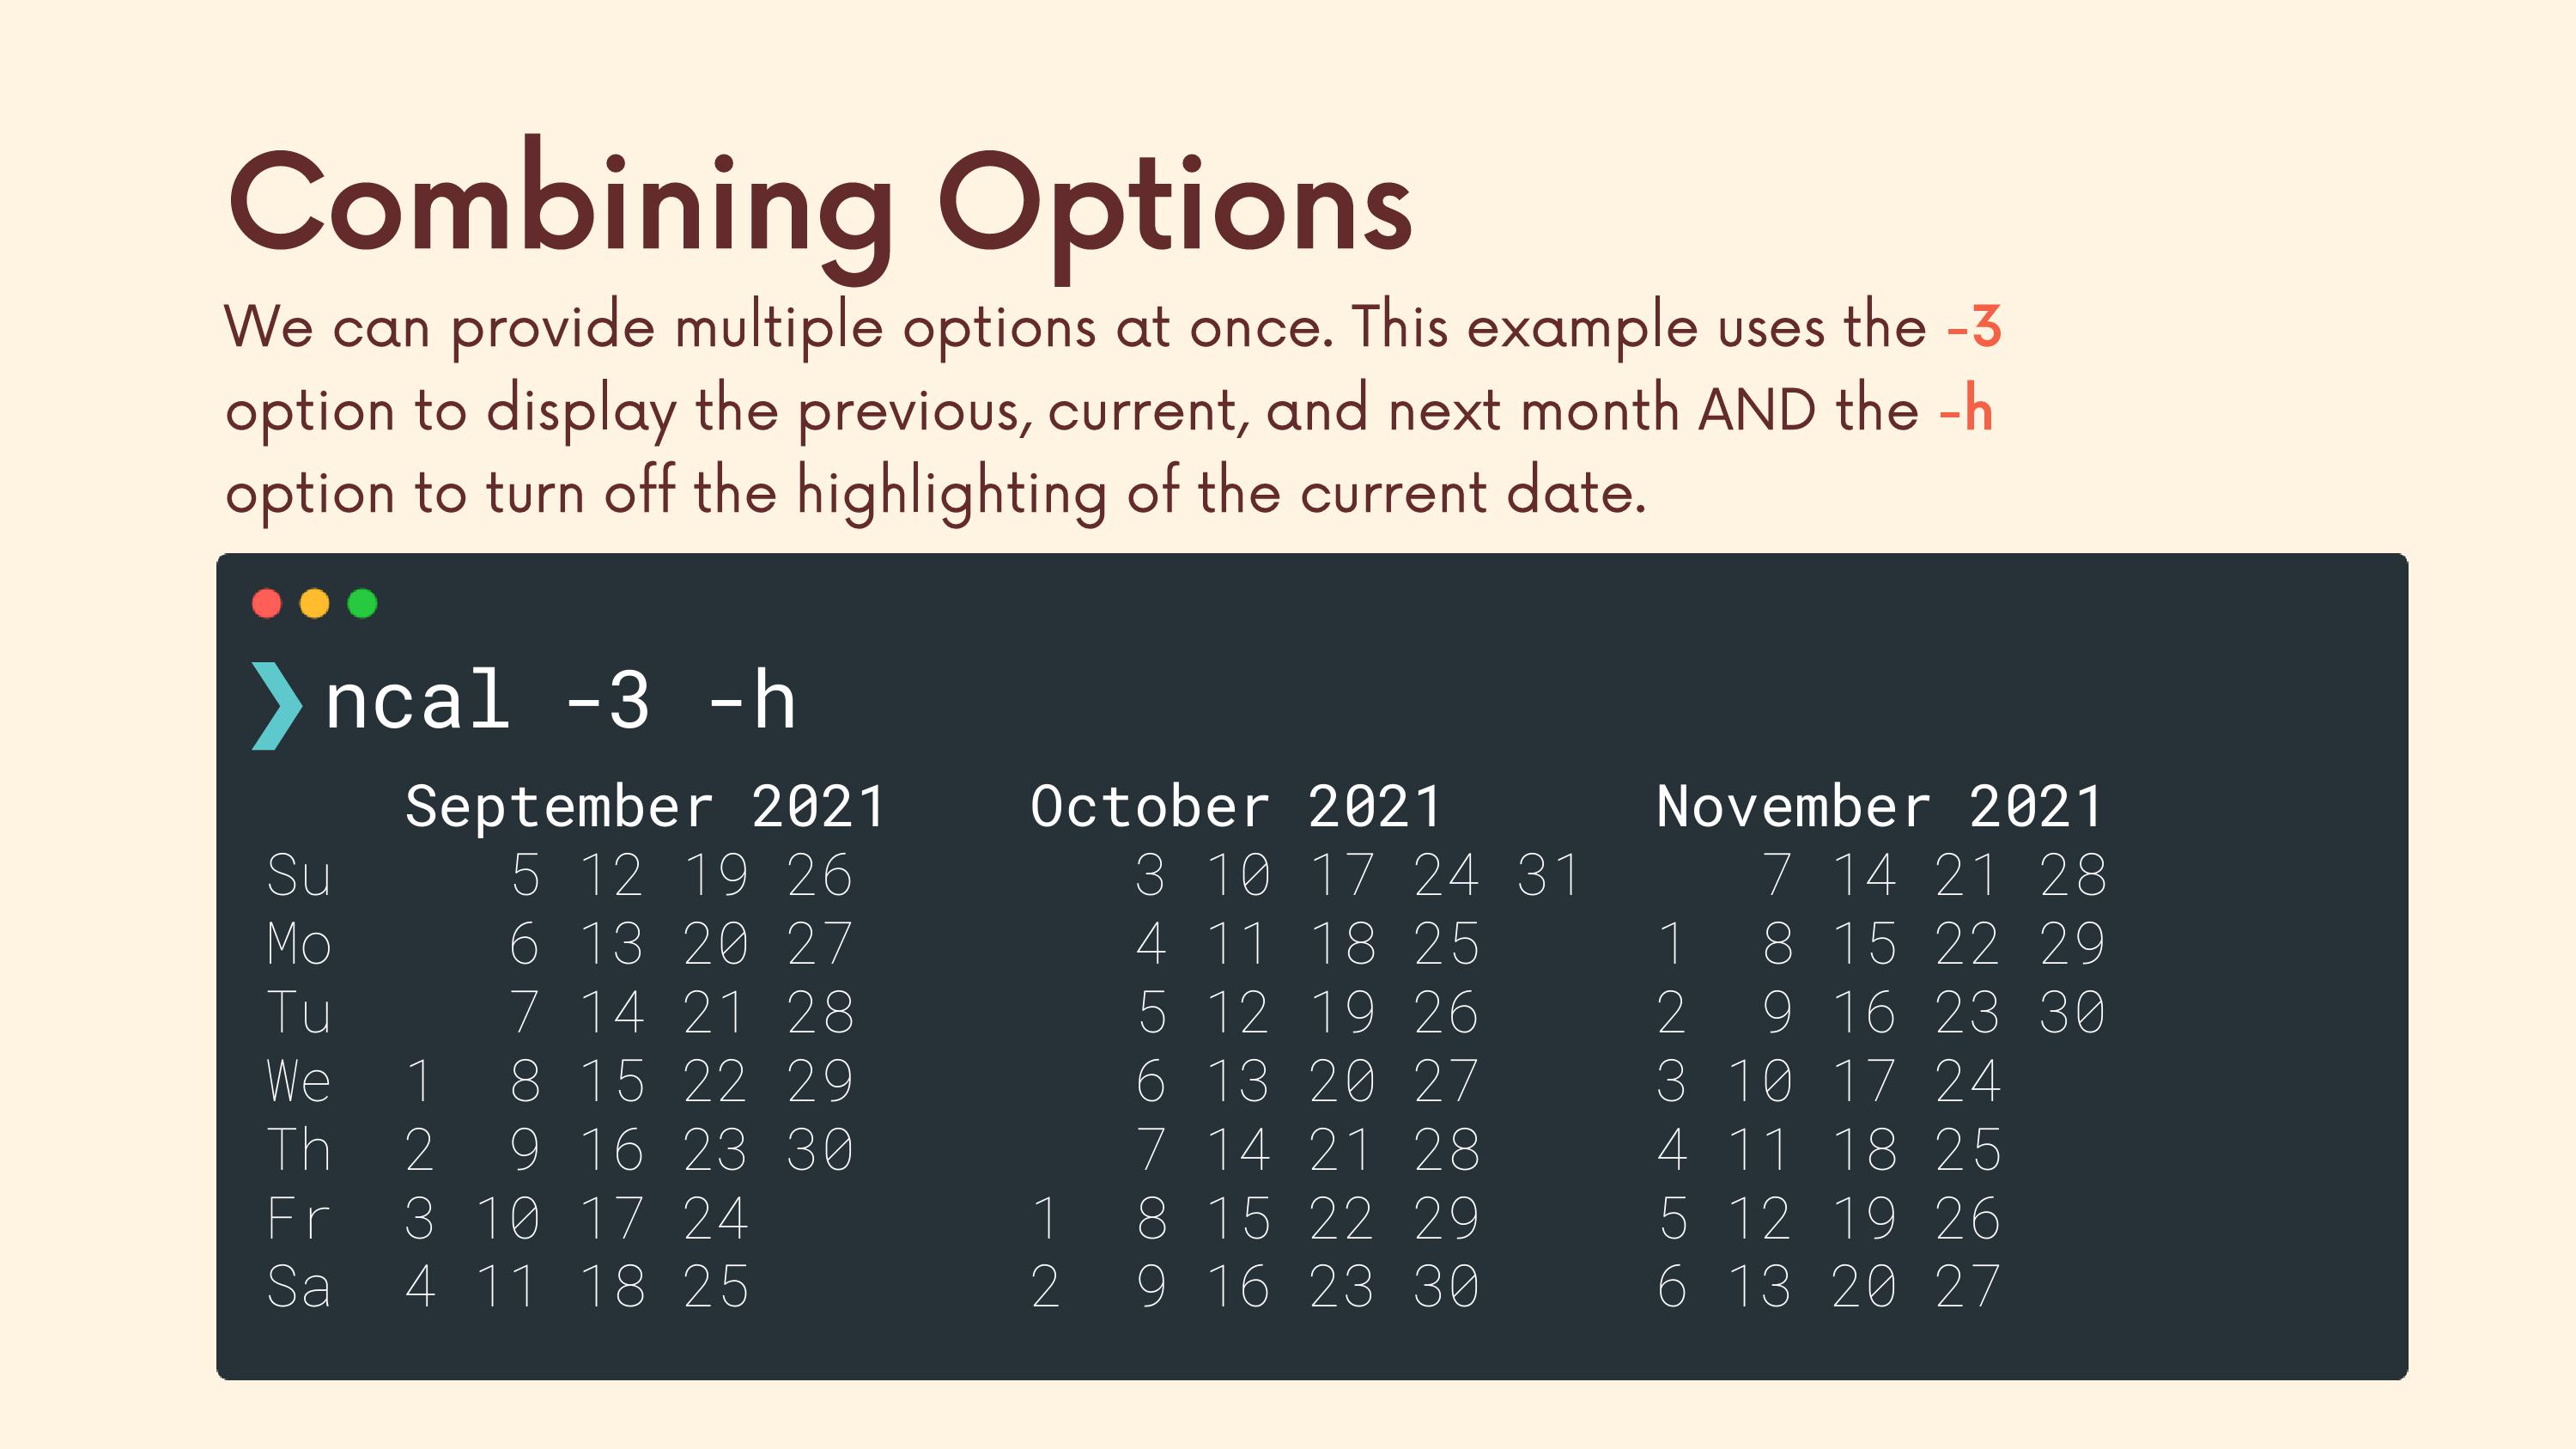 Combining Options
We can provide multiple options at once. This example uses the -3
option to display the previous, current, and next month AND the -h
option to turn off the highlighting of the current date.
❯ ncal -3 -h
    September 2021    October 2021      November 2021
Su     5 12 19 26        3 10 17 24 31     7 14 21 28
Mo     6 13 20 27        4 11 18 25     1  8 15 22 29
Tu     7 14 21 28        5 12 19 26     2  9 16 23 30
We  1  8 15 22 29        6 13 20 27     3 10 17 24
Th  2  9 16 23 30        7 14 21 28     4 11 18 25
Fr  3 10 17 24        1  8 15 22 29     5 12 19 26
Sa  4 11 18 25        2  9 16 23 30     6 13 20 27